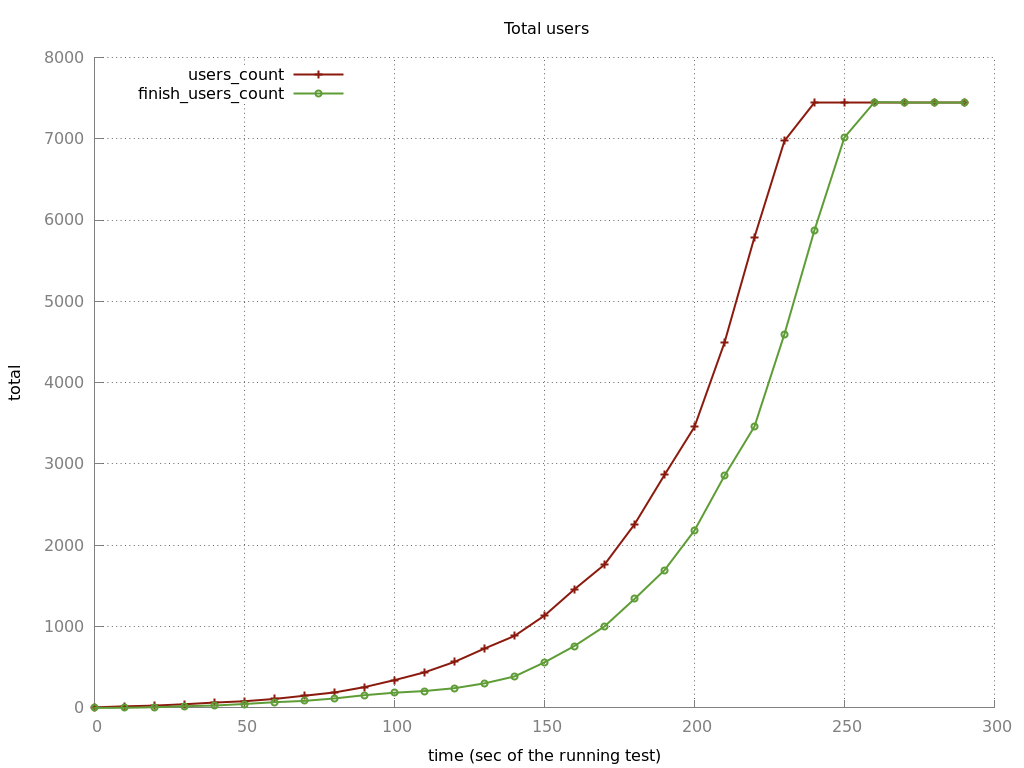 Total users
users_count
finish_users_count
8000
7000
6000
5000
4000
3000
2000
1000
0
total
0 50 100 150 200 250 300
time (sec of the running test)